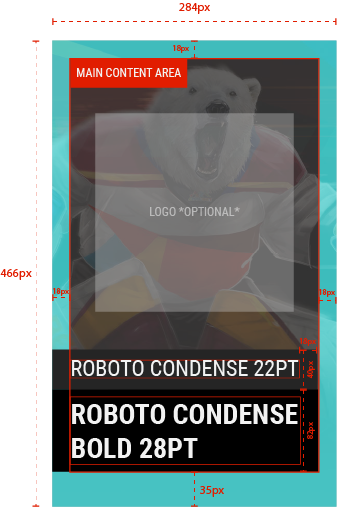 284px
18px
MAIN CONTENT AREA
LOGO *OPTIONAL*
466px
18px
18px
ROBOTO CONDENSE 22PT
40px
ROBOTO CONDENSE
BOLD 28PT
35px